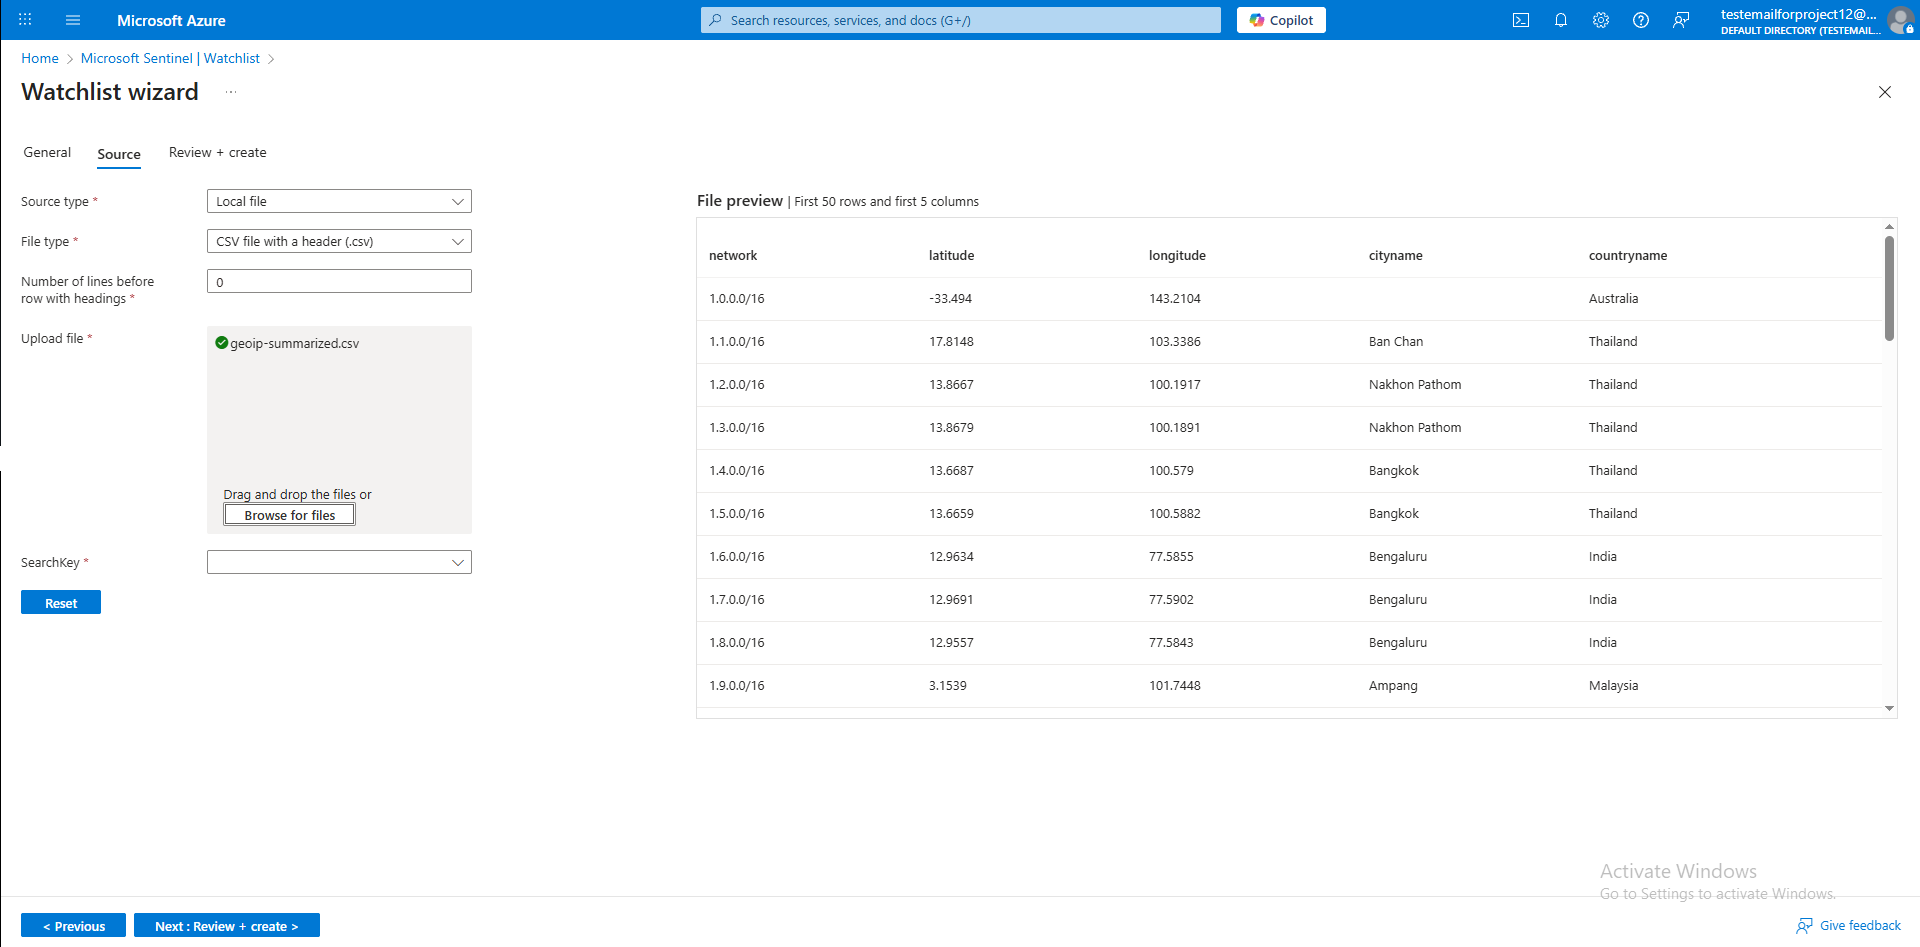 Microsoft Azure
Search resources, services, and docs (G+/)
Copilot
testemailforproject12@...
DEFAULT DIRECTORY (TESTEMAIL...
Home > Microsoft Sentinel | Watchlist >
Watchlist wizard ...
General Source Review + create
Source type * Local file
File type * CSV file with a header (.csv)
Number of lines before
row with headings *
0
Upload file *
geoip-summarized.csv
Drag and drop the files or
Browse for files
SearchKey *
Reset
File preview | First 50 rows and first 5 columns
network latitude longitude cityname countryname
1.0.0.0/16 -33.494 143.2104 Australia
1.1.0.0/16 17.8148 103.3386 Ban Chan Thailand
1.2.0.0/16 13.8667 100.1917 Nakhon Pathom Thailand
1.3.0.0/16 13.8679 100.1891 Nakhon Pathom Thailand
1.4.0.0/16 13.6687 100.579 Bangkok Thailand
1.5.0.0/16 13.6659 100.5882 Bangkok Thailand
1.6.0.0/16 12.9634 77.5855 Bengaluru India
1.7.0.0/16 12.9691 77.5902 Bengaluru India
1.8.0.0/16 12.9557 77.5843 Bengaluru India
1.9.0.0/16 3.1539 101.7448 Ampang Malaysia
Activate Windows
Go to Settings to activate Windows.
< Previous
Next : Review + create >
Give feedback